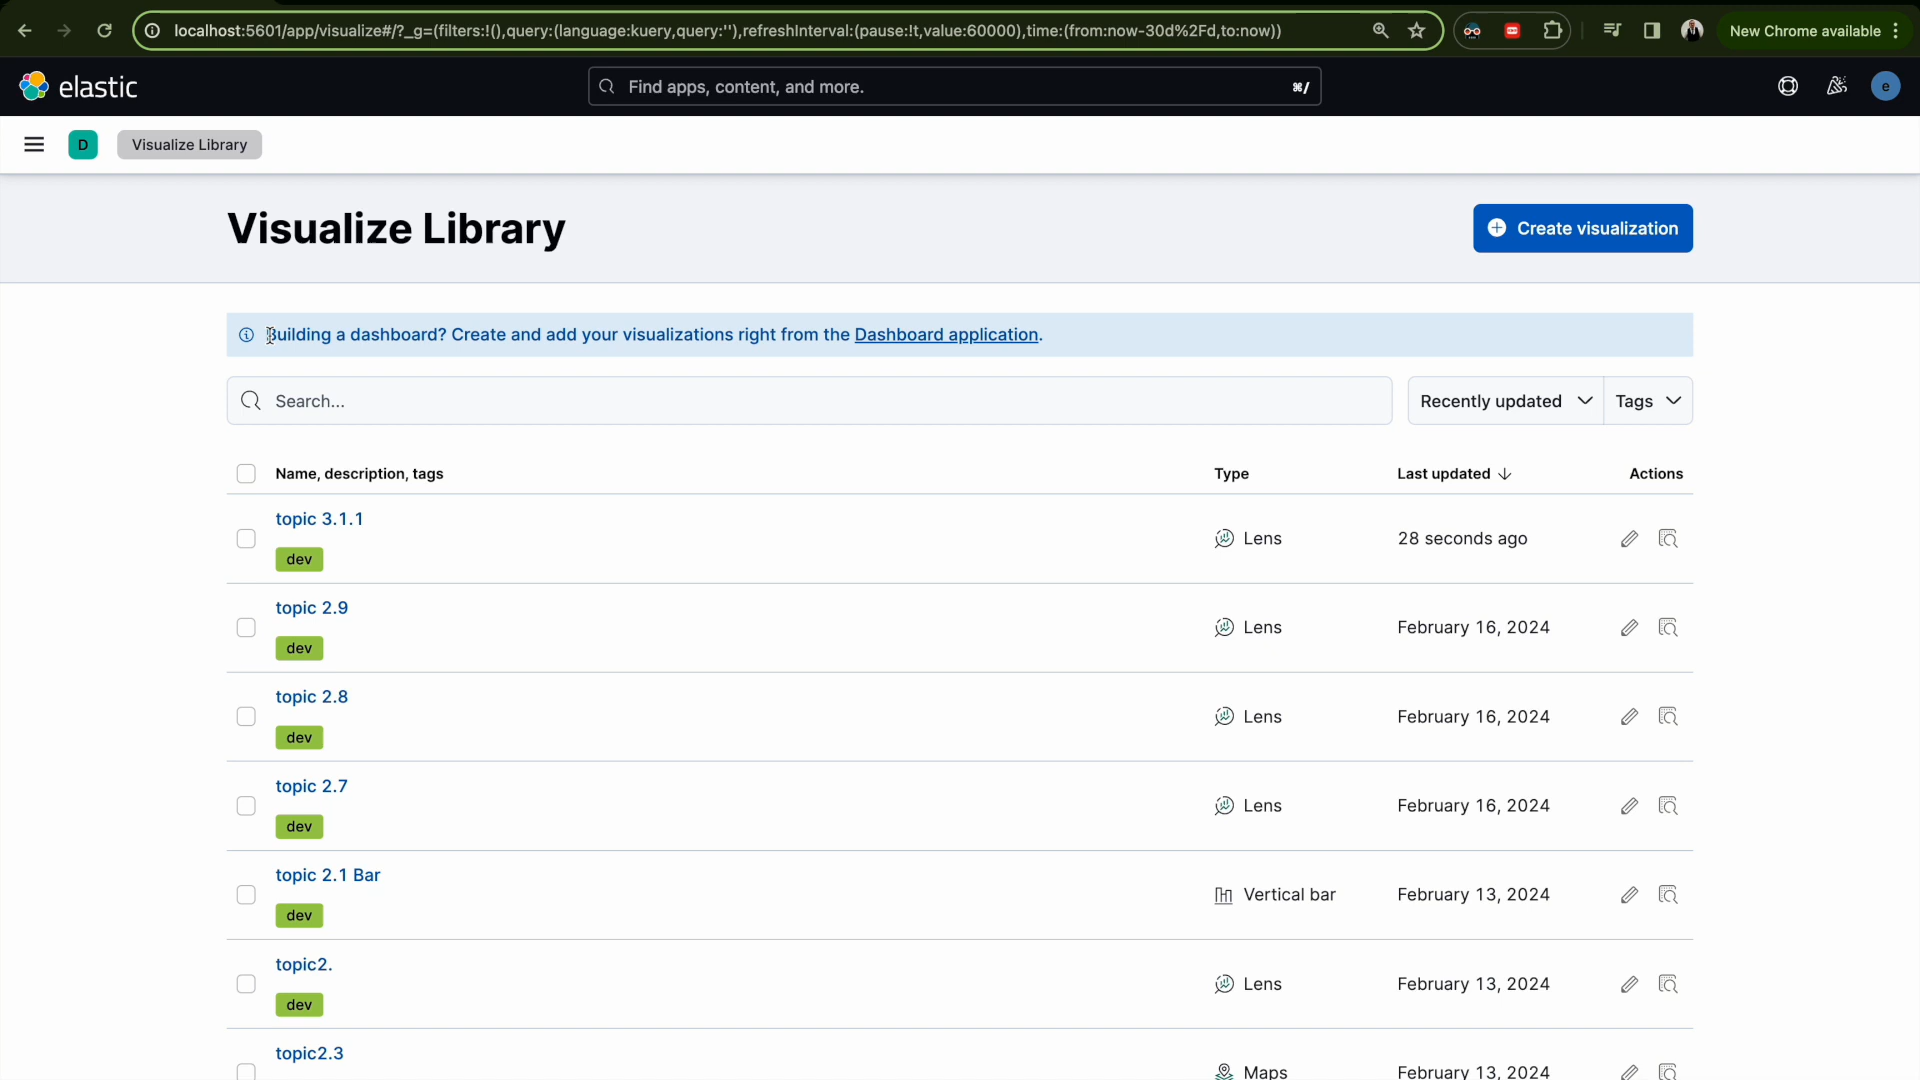 localhost:5601/app/visualize#/?_g=(filters:!(),query:(language:kuery,query:''),refreshInterval:(pause:!t,value:60000),time:(from:now-30d%2Fd,to:now))
New Chrome available
elastic
Find apps, content, and more.
⌘/
e
D
Visualize Library
Visualize Library
Create visualization
Building a dashboard? Create and add your visualizations right from the Dashboard application.
Search...
Recently updated
Tags
Name, description, tags
Type
Last updated
Actions
topic 3.1.1
dev
Lens
28 seconds ago
topic 2.9
dev
Lens
February 16, 2024
topic 2.8
dev
Lens
February 16, 2024
topic 2.7
dev
Lens
February 16, 2024
topic 2.1 Bar
dev
Vertical bar
February 13, 2024
topic2.
dev
Lens
February 13, 2024
topic2.3
Maps
February 13, 2024